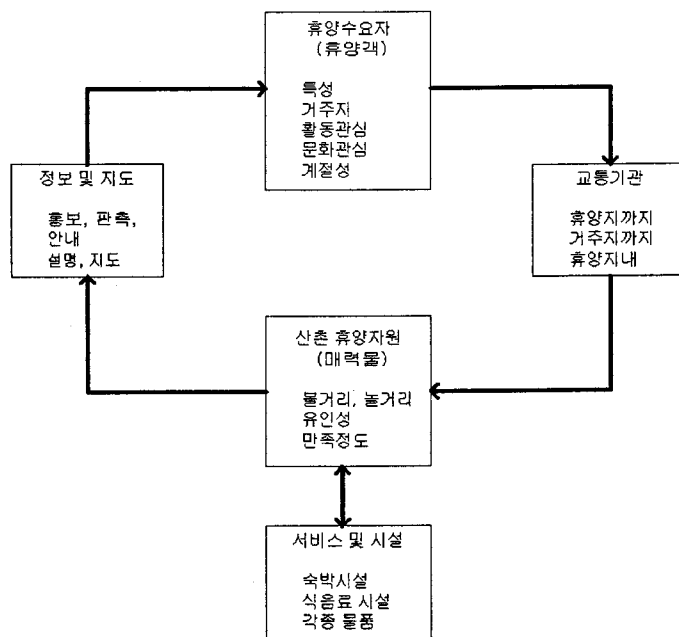 휴양수요자
(휴양객)
특성
거주지
활동관심
문화관심
계절성
정보 및 지도
홍보, 판측,
안내
설명, 지도
교통기관
휴양지까지
거주지까지
휴양지내
산촌 휴양자원
(매력물)
볼거리, 놀거리
유인성
만족정도
서비스 및 시설
숙박시설
식음료 시설
각종 물품